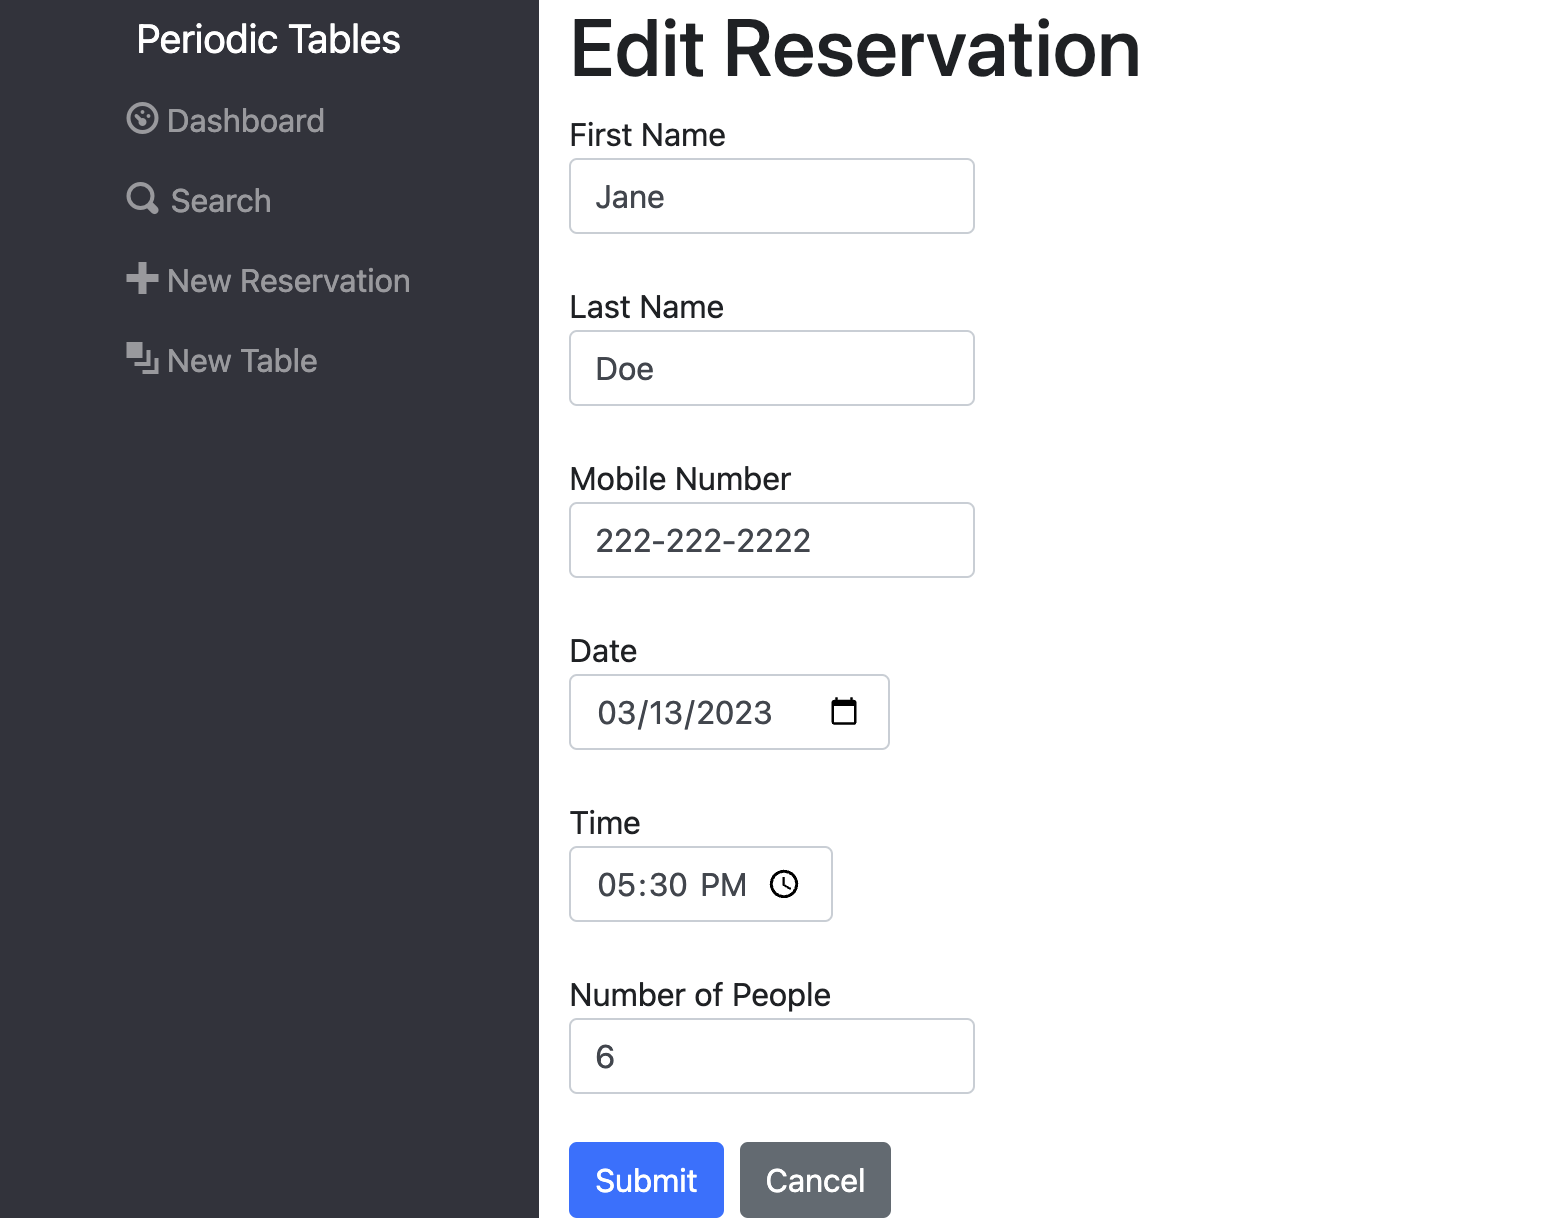 Periodic Tables
Dashboard
Search
New Reservation
New Table
Edit Reservation
First Name
Jane
Last Name
Doe
Mobile Number
222-222-2222
Date
03/13/2023
Time
05:30 PM
Number of People
6
Submit
Cancel